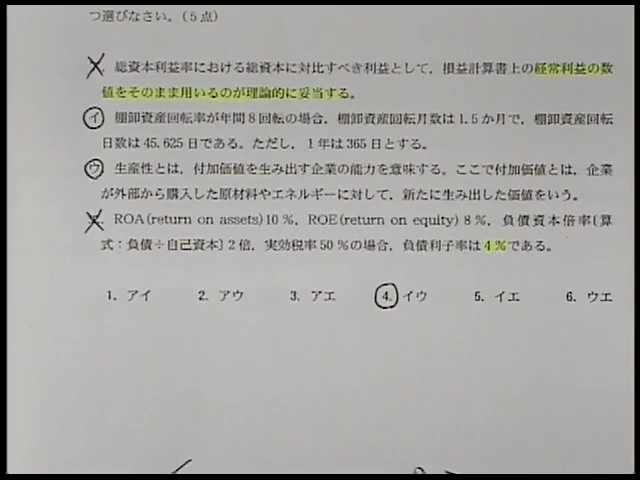 つ選びなさい。(5点)
ア 総資本利益率における総資本に対比すべき利益として，損益計算書上の経常利益の数
値をそのまま用いるのが理論的に妥当する。
イ 棚卸資産回転率が年間8回転の場合，棚卸資産回転月数は1.5か月で，棚卸資産回転
日数は45.625日である。ただし，1年は365日とする。
ウ 生産性とは，付加価値を生み出す企業の能力を意味する。ここで付加価値とは，企業
が外部から購入した原材料やエネルギーに対して，新たに生み出した価値をいう。
エ ROA(return on assets)10%，ROE(return on equity) 8%，負債資本倍率〔算
式：負債÷自己資本〕2倍，実効税率50%の場合，負債利子率は4%である。
1. アイ 2. アウ 3. アエ 4. イウ 5. イエ 6. ウエ